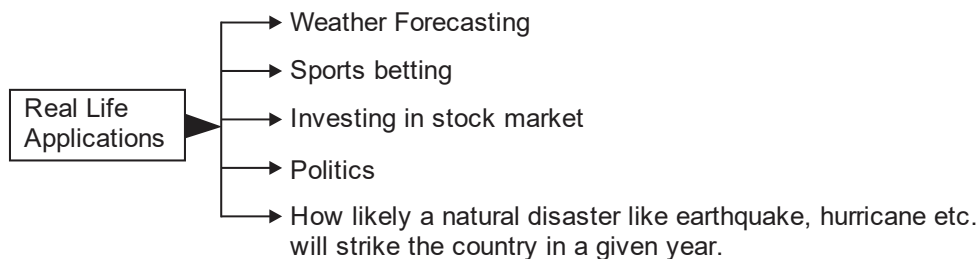 Weather Forecasting
Sports betting
Real Life
Applications
Investing in stock market
Politics
How likely a natural disaster like earthquake, hurricane etc.
will strike the country in a given year.